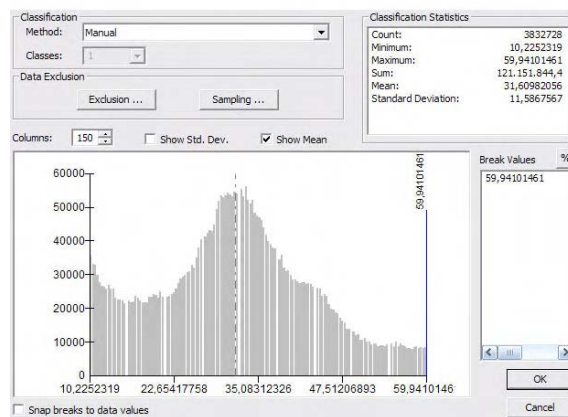 Classification
Method: Manual
Classes: 1
Data Exclusion
Exclusion ...
Sampling ...
Classification Statistics
Count: 3832728
Minimum: 10,2252319
Maximum: 59,94101461
Sum: 121.151.844,4
Mean: 31,60982056
Standard Deviation: 11,5867567
Columns: 150
Show Std. Dev.
Show Mean
Break Values
%
59,94101461
59,94101461
60000
50000
40000
30000
20000
10000
0
10,2252319 22,65417758 35,08312326 47,51206893 59,9410146
Snap breaks to data values
OK
Cancel